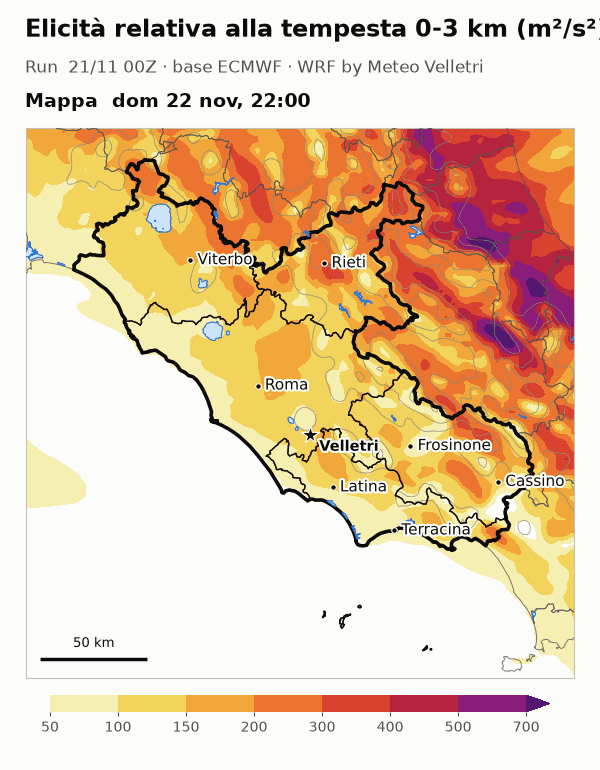 Elicità relativa alla tempesta 0-3 km (m²/s²)
Run 21/11 00Z · base ECMWF · WRF by Meteo Velletri
Mappa dom 22 nov, 22:00
Viterbo
Rieti
Roma
Velletri
Frosinone
Latina
Cassino
Terracina
50 km
50 100 150 200 300 400 500 700